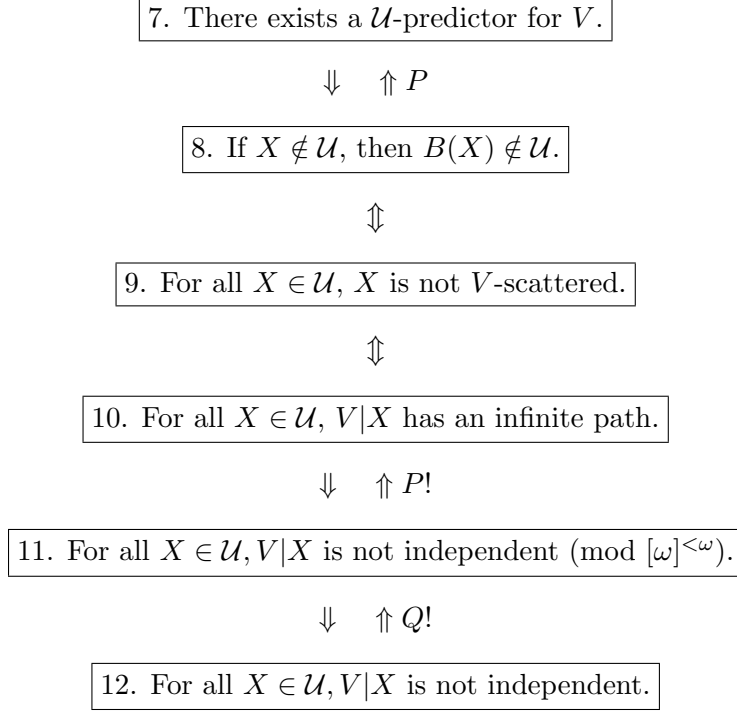 7. There exists a 𝒰-predictor for V.
⇓ ⇑ P
8. If X ∉ 𝒰, then B(X) ∉ 𝒰.
⇕
9. For all X ∈ 𝒰, X is not V-scattered.
⇕
10. For all X ∈ 𝒰, V|X has an infinite path.
⇓ ⇑ P!
11. For all X ∈ 𝒰, V|X is not independent (mod [ω]^{<ω}).
⇓ ⇑ Q!
12. For all X ∈ 𝒰, V|X is not independent.